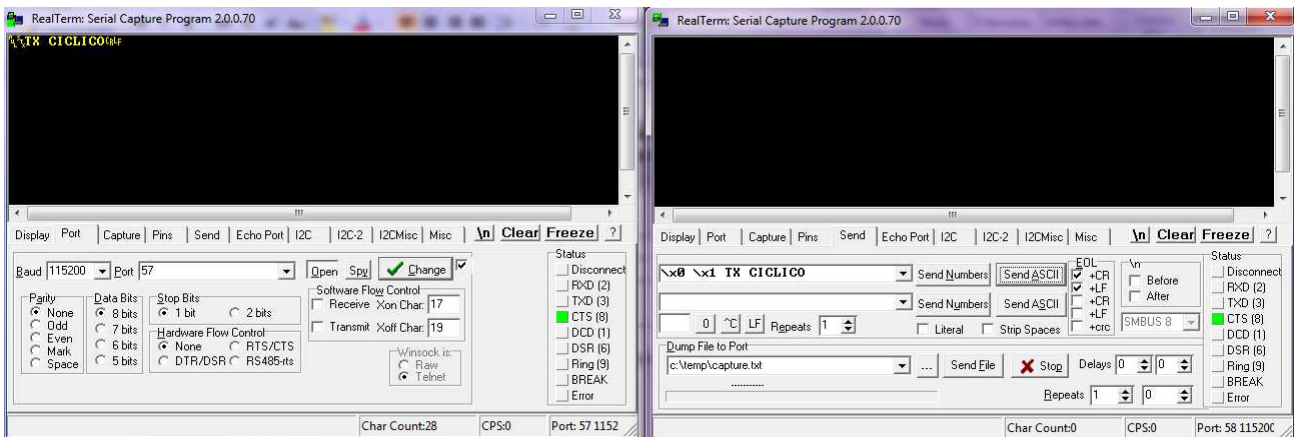 RealTerm: Serial Capture Program 2.0.0.70
TX CICLICO
Display Port Capture Pins Send Echo Port I2C I2C-2 I2CMisc Misc \n Clear Freeze ?
Baud 115200 Port 57 Open Spy Change
Parity
None
Odd
Even
Mark
Space
Data Bits
8 bits
7 bits
6 bits
5 bits
Stop Bits
1 bit 2 bits
Hardware Flow Control
None RTS/CTS
DTR/DSR RS485-rts
Software Flow Control
Receive Xon Char: 17
Transmit Xoff Char: 19
Winsock is:
Raw
Telnet
Status
Disconnect
RXD (2)
TXD (3)
CTS (8)
DCD (1)
DSR (6)
Ring (9)
BREAK
Error
Char Count:28 CPS:0 Port: 57 1152
RealTerm: Serial Capture Program 2.0.0.70
Display Port Capture Pins Send Echo Port I2C I2C-2 I2CMisc Misc \n Clear Freeze ?
\x0 \x1 TX CICLICO Send Numbers Send ASCII
Send Numbers Send ASCII
0 ^C LF Repeats 1 Literal Strip Spaces
EOL
+CR
+LF
+CR
+LF
+crc
\n
Before
After
SMBUS 8
Dump File to Port
c:\temp\capture.txt ... Send File Stop Delays 0 0
Repeats 1 0
Status
Disconnect
RXD (2)
TXD (3)
CTS (8)
DCD (1)
DSR (6)
Ring (9)
BREAK
Error
Char Count:0 CPS:0 Port: 58 115200